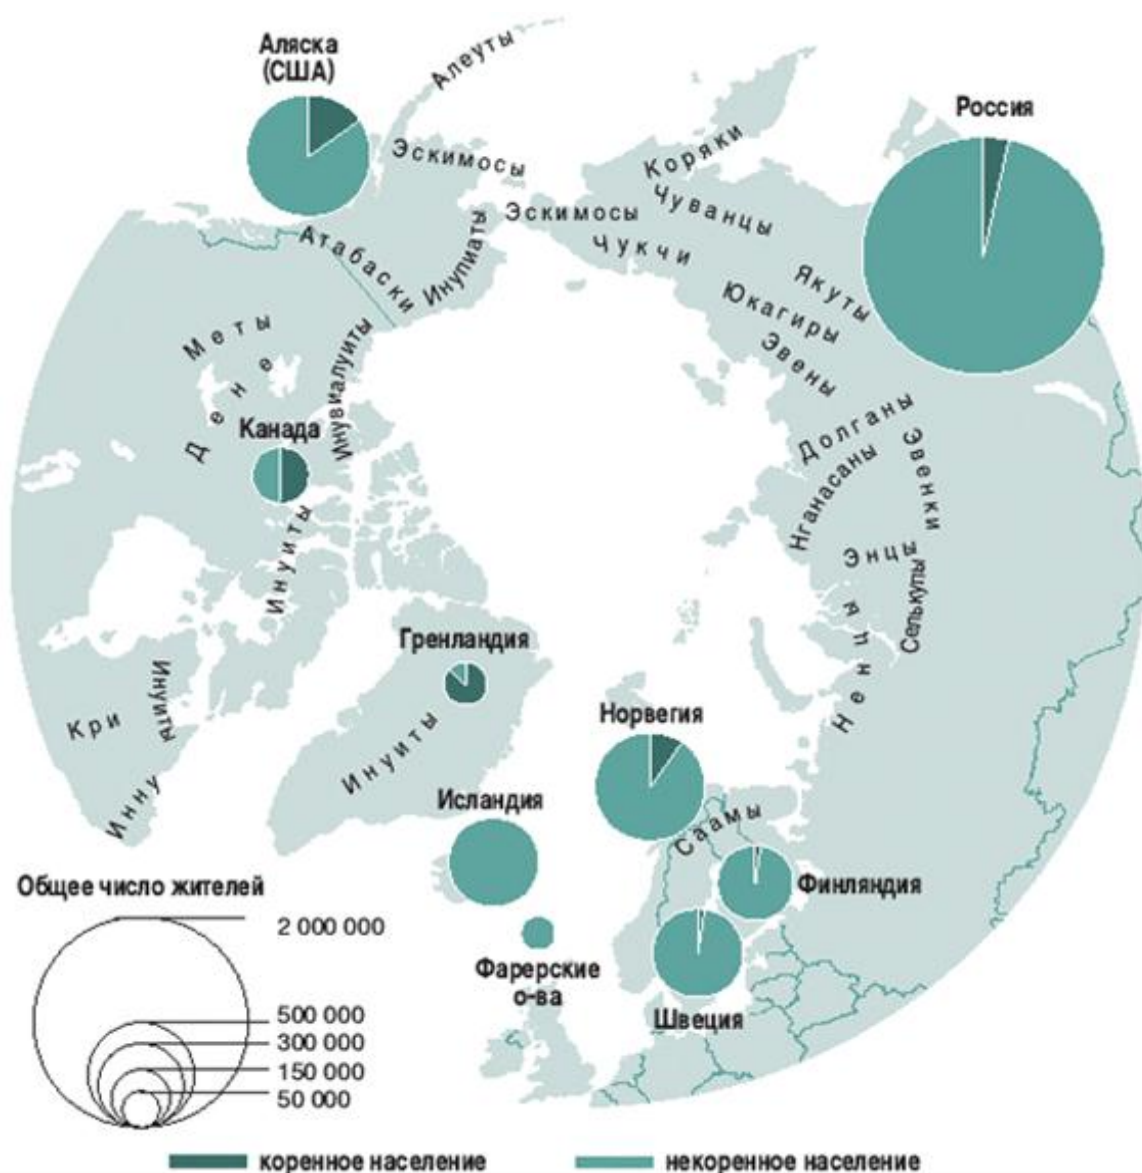 Аляска
(США)
Алеуты
Россия
Эскимосы
Коряки
Чуванцы
Эскимосы
Чукчи
Атабаски
Инупиаты
Якуты
Юкагиры
Эвены
Меты
Дене
Инувиалуиты
Канада
Долганы
Нганасаны
Эвенки
Инуиты
Энцы
Селькупы
Ненцы
Гренландия
Инуиты
Кри
Инуиты
Инну
Норвегия
Исландия
Саамы
Финляндия
Фарерские
о-ва
Швеция
Общее число жителей
2 000 000
500 000
300 000
150 000
50 000
коренное население
некоренное население